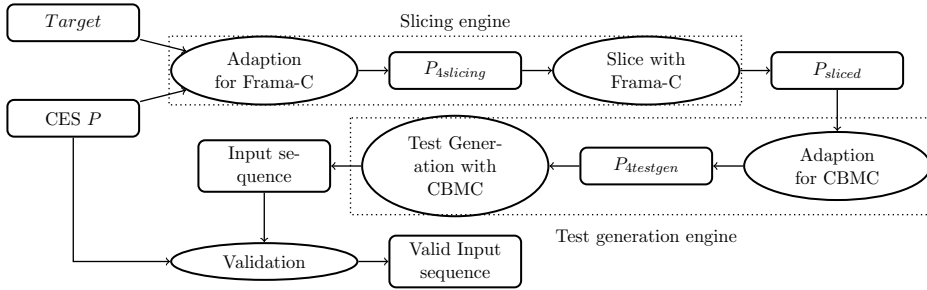 Target
Slicing engine
Adaption
for Frama-C
P4slicing
Slice with
Frama-C
Psliced
CES P
Input se-
quence
Test Gener-
ation with
CBMC
P4testgen
Adaption
for CBMC
Test generation engine
Validation
Valid Input
sequence